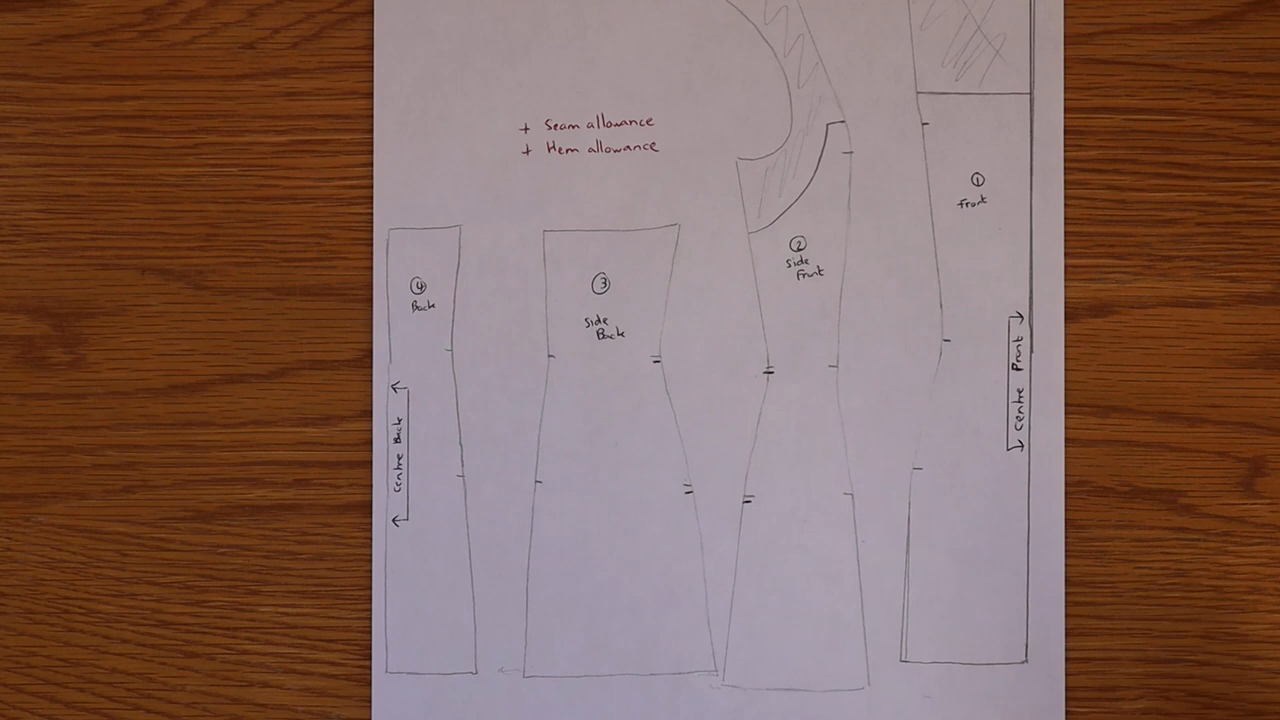 + Seam allowance
+ Hem allowance
①
Front
②
Side
Front
③
Side
Back
④
Back
Centre Back
Centre Front